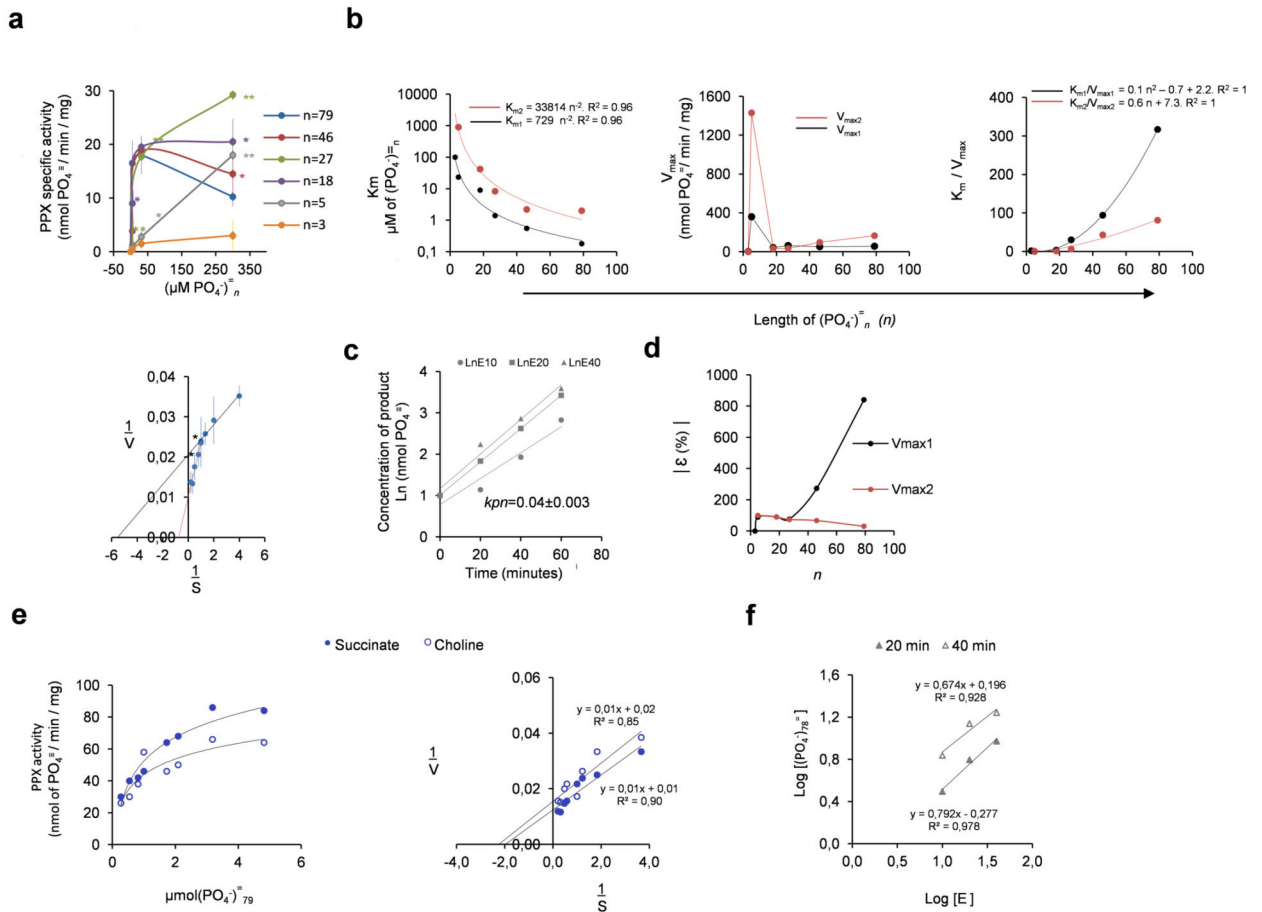 a
PPX specific activity
(nmol PO₄≡/ min / mg)
30
20
10
0
-50
50
150
250
350
(µM PO₄⁻)⁼ₙ
n=79
n=46
n=27
n=18
n=5
n=3
**
*
*
**
*
*
**
**
b
Km
µM of (PO₄⁻)⁼ₙ
10000
1000
100
10
1
0,1
0
20
40
60
80
100
Kₘ₂ = 33814 n⁻². R² = 0.96
Kₘ₁ = 729 n⁻². R² = 0.96
Vₘₐₓ
(nmol PO₄≡/ min / mg)
1600
1200
800
400
0
0
20
40
60
80
100
Vₘₐₓ₂
Vₘₐₓ₁
Kₘ / Vₘₐₓ
400
300
200
100
0
0
20
40
60
80
100
Kₘ₁/Vₘₐₓ₁ = 0.1 n² – 0.7 + 2.2. R² = 1
Kₘ₂/Vₘₐₓ₂ = 0.6 n + 7.3. R² = 1
Length of (PO₄⁻)⁼ₙ (n)
1
V
0,04
0,03
0,02
0,01
0,00
*
*
-6
-4
-2
0
2
4
6
1
S
c
LnE10
LnE20
LnE40
Concentration of product
Ln (nmol PO₄≡)
4
3
2
1
0
0
20
40
60
80
kpn=0.04±0.003
Time (minutes)
d
| ℇ (%) |
1000
800
600
400
200
0
0
20
40
60
80
100
n
Vmax1
Vmax2
e
Succinate
Choline
PPX activity
(nmol of PO₄≡/ min / mg)
100
80
60
40
20
0
0
2
4
6
µmol(PO₄⁻)⁼₇₉
1
V
0,06
0,04
0,02
0,00
-4,0
-2,0
0,0
2,0
4,0
y = 0,01x + 0,02
R² = 0,85
y = 0,01x + 0,01
R² = 0,90
1
S
f
20 min
40 min
Log [(PO₄⁻)₇₈⁼]
1,6
1,2
0,8
0,4
0,0
0,0
0,5
1,0
1,5
2,0
y = 0,674x + 0,196
R² = 0,928
y = 0,792x - 0,277
R² = 0,978
Log [E ]